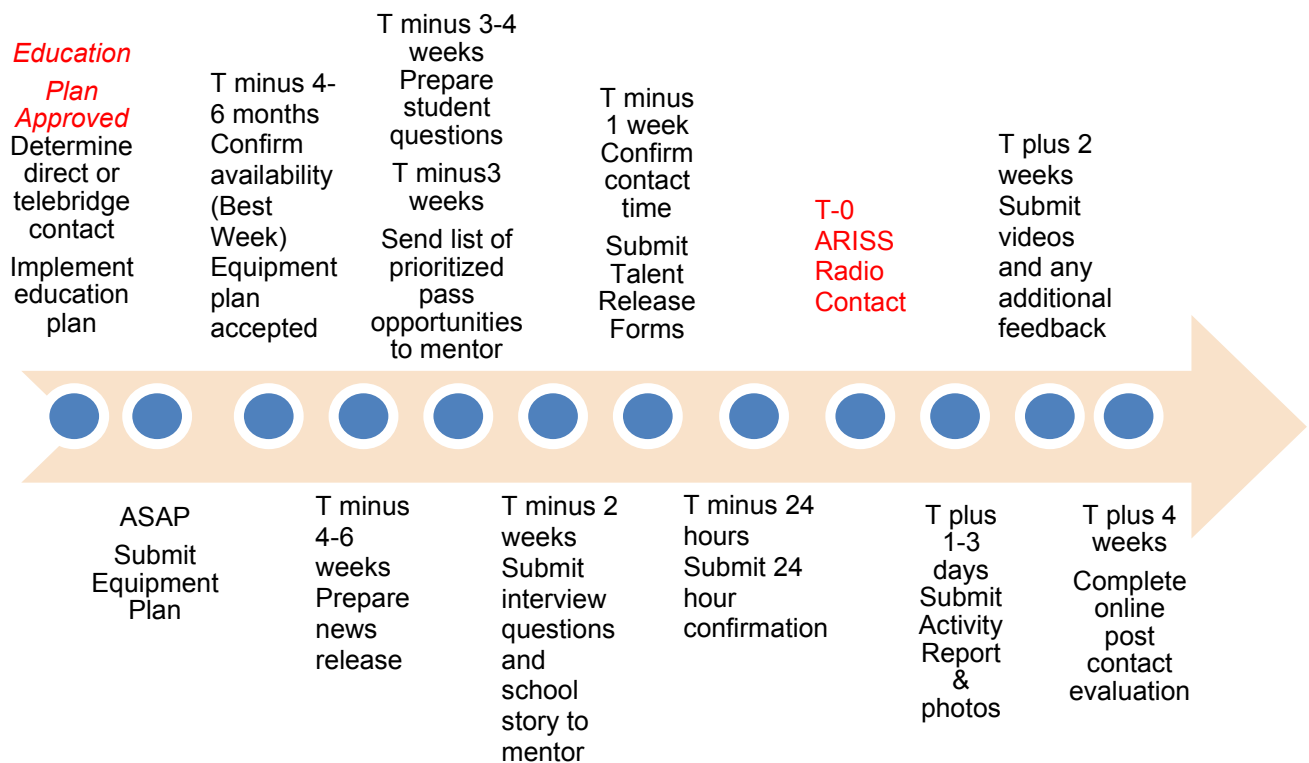 Education
Plan
Approved
Determine
direct or
telebridge
contact
Implement
education
plan
ASAP
Submit
Equipment
Plan
T minus 4-
6 months
Confirm
availability
(Best
Week)
Equipment
plan
accepted
T minus
4-6
weeks
Prepare
news
release
T minus 3-4
weeks
Prepare
student
questions
T minus3
weeks
Send list of
prioritized
pass
opportunities
to mentor
T minus 2
weeks
Submit
interview
questions
and
school
story to
mentor
T minus
1 week
Confirm
contact
time
Submit
Talent
Release
Forms
T minus 24
hours
Submit 24
hour
confirmation
T-0
ARISS
Radio
Contact
T plus
1-3
days
Submit
Activity
Report
&
photos
T plus 2
weeks
Submit
videos
and any
additional
feedback
T plus 4
weeks
Complete
online
post
contact
evaluation